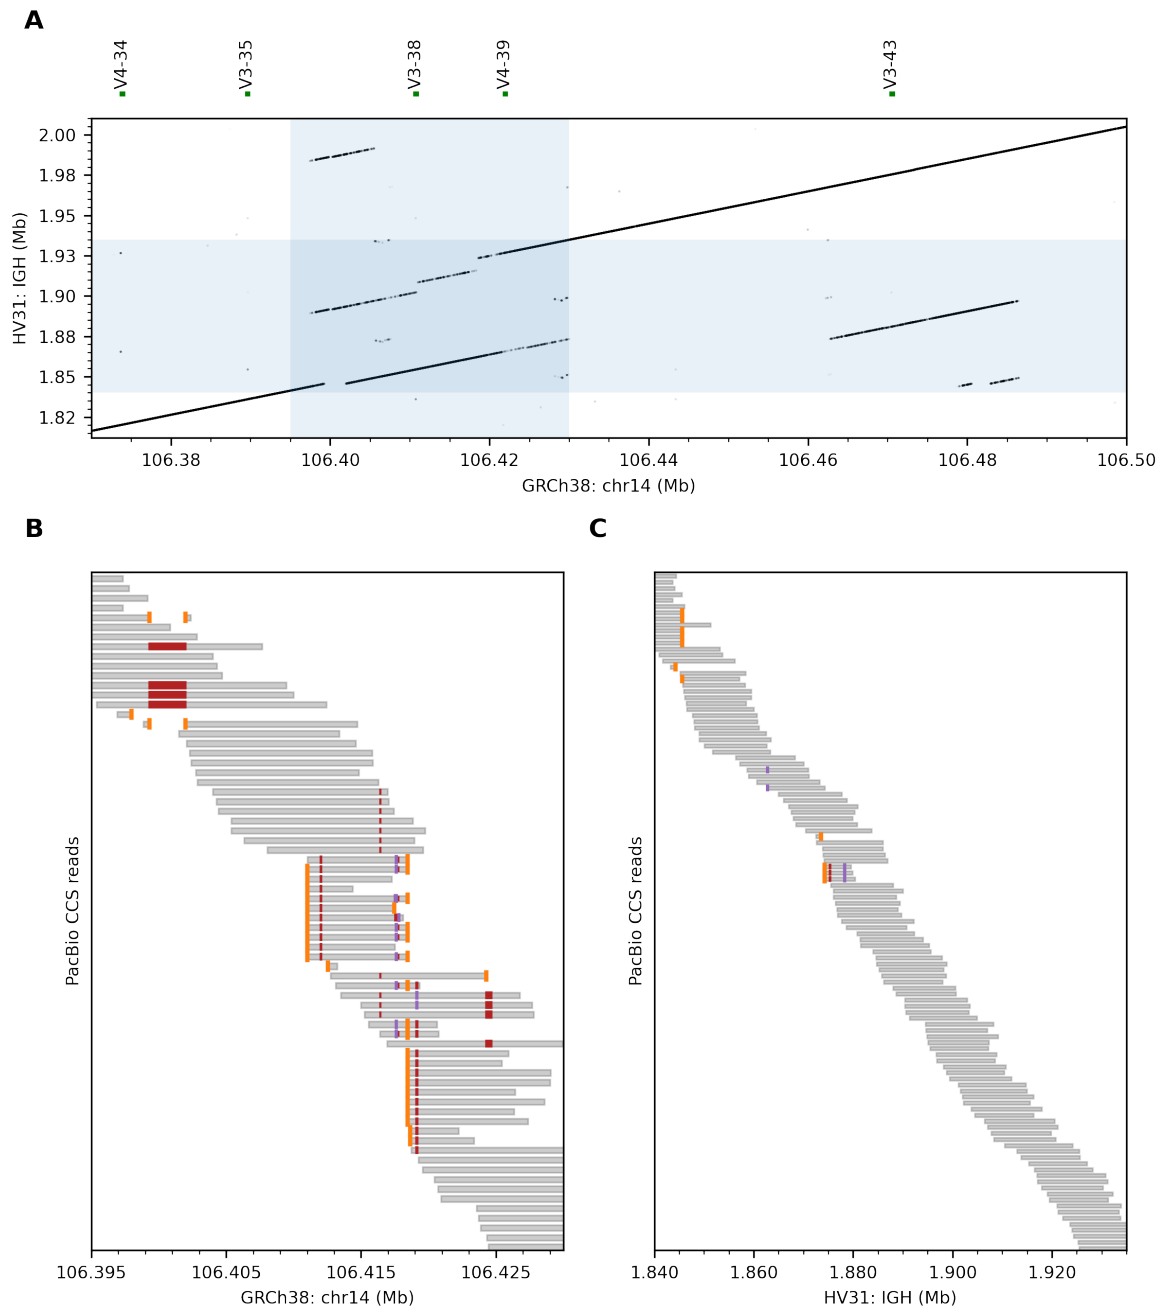 A
V4-34
V3-35
V3-38
V4-39
V3-43
2.00
1.98
1.95
1.93
1.90
1.88
1.85
1.82
HV31: IGH (Mb)
106.38
106.40
106.42
106.44
106.46
106.48
106.50
GRCh38: chr14 (Mb)
B
PacBio CCS reads
106.395
106.405
106.415
106.425
GRCh38: chr14 (Mb)
C
PacBio CCS reads
1.840
1.860
1.880
1.900
1.920
HV31: IGH (Mb)